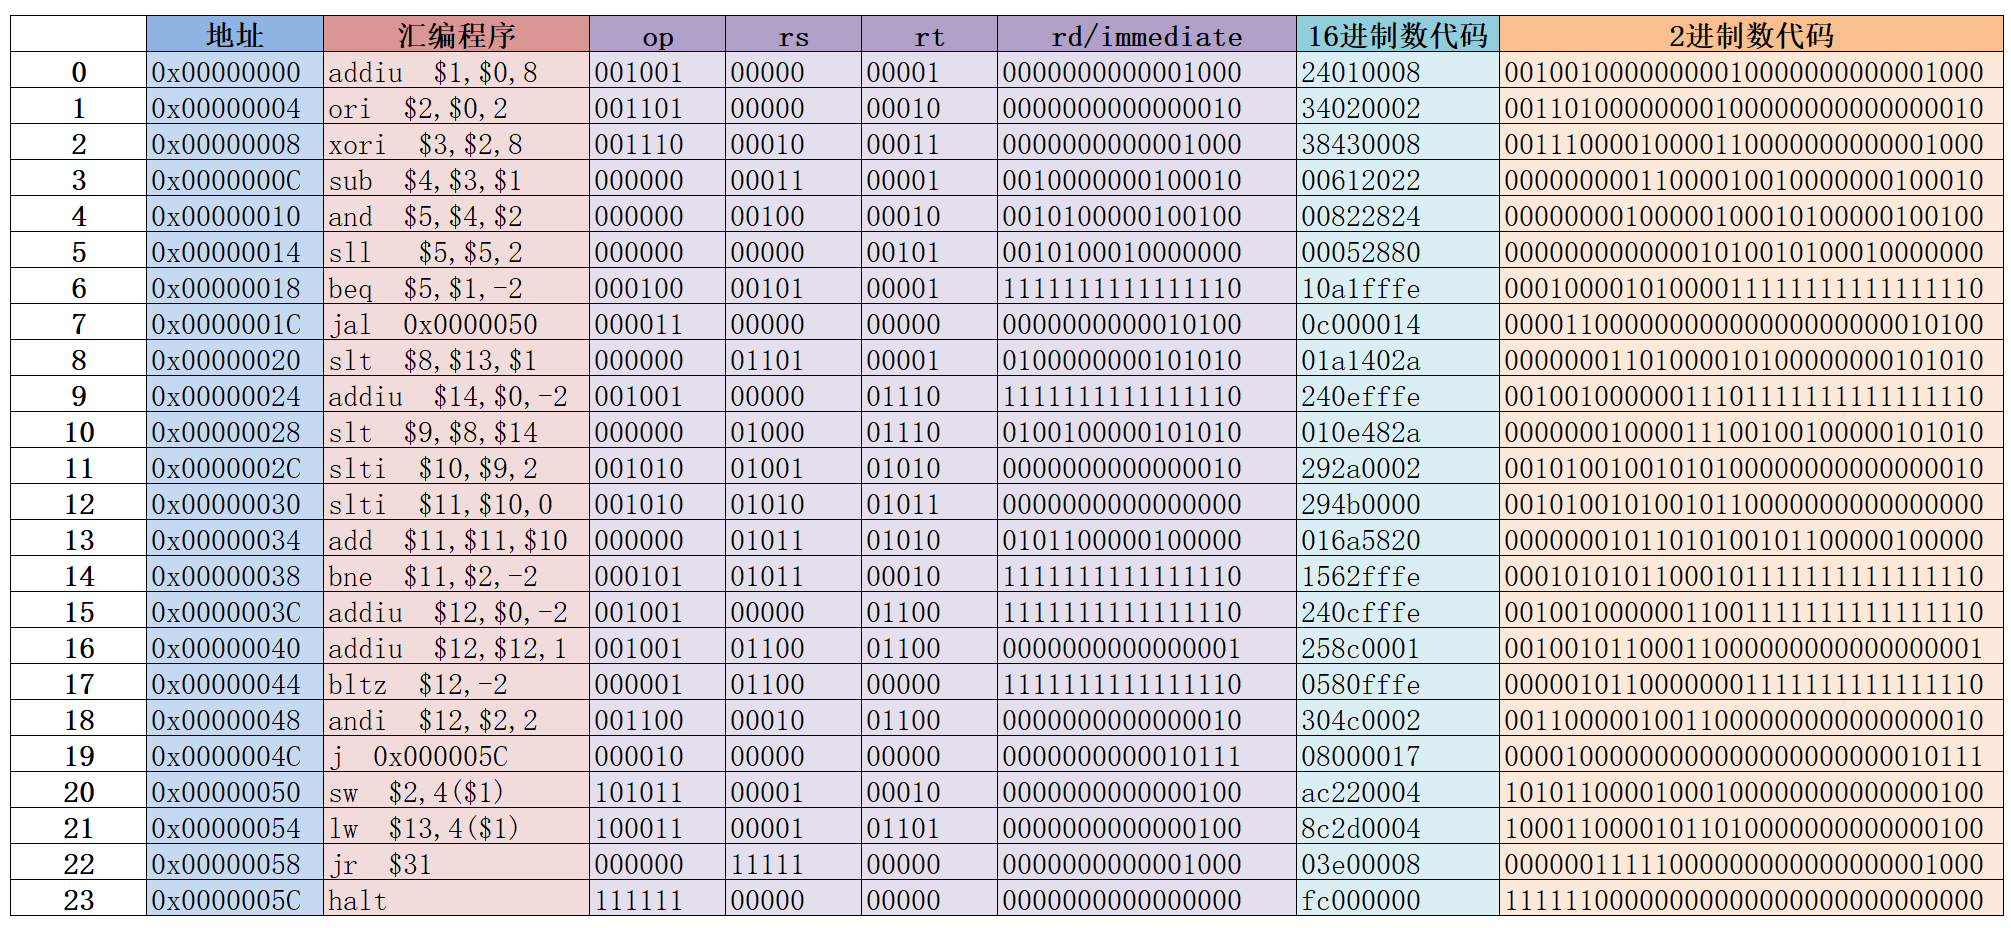 地址 汇编程序 op rs rt rd/immediate 16进制数代码 2进制数代码
0 0x00000000 addiu $1,$0,8 001001 00000 00001 0000000000001000 24010008 00100100000000010000000000001000
1 0x00000004 ori $2,$0,2 001101 00000 00010 0000000000000010 34020002 00110100000000100000000000000010
2 0x00000008 xori $3,$2,8 001110 00010 00011 0000000000001000 38430008 00111000010000110000000000001000
3 0x0000000C sub $4,$3,$1 000000 00011 00001 0010000000100010 00612022 00000000011000010010000000100010
4 0x00000010 and $5,$4,$2 000000 00100 00010 0010100000100100 00822824 00000000100000100010100000100100
5 0x00000014 sll $5,$5,2 000000 00000 00101 0010100010000000 00052880 00000000000001010010100010000000
6 0x00000018 beq $5,$1,-2 000100 00101 00001 1111111111111110 10a1fffe 00010000101000011111111111111110
7 0x0000001C jal 0x0000050 000011 00000 00000 0000000000010100 0c000014 00001100000000000000000000010100
8 0x00000020 slt $8,$13,$1 000000 01101 00001 0100000000101010 01a1402a 00000001101000010100000000101010
9 0x00000024 addiu $14,$0,-2 001001 00000 01110 1111111111111110 240efffe 00100100000011101111111111111110
10 0x00000028 slt $9,$8,$14 000000 01000 01110 0100100000101010 010e482a 00000001000011100100100000101010
11 0x0000002C slti $10,$9,2 001010 01001 01010 0000000000000010 292a0002 00101001001010100000000000000010
12 0x00000030 slti $11,$10,0 001010 01010 01011 0000000000000000 294b0000 00101001010010110000000000000000
13 0x00000034 add $11,$11,$10 000000 01011 01010 0101100000100000 016a5820 00000001011010100101100000100000
14 0x00000038 bne $11,$2,-2 000101 01011 00010 1111111111111110 1562fffe 00010101011000101111111111111110
15 0x0000003C addiu $12,$0,-2 001001 00000 01100 1111111111111110 240cfffe 00100100000011001111111111111110
16 0x00000040 addiu $12,$12,1 001001 01100 01100 0000000000000001 258c0001 00100101100011000000000000000001
17 0x00000044 bltz $12,-2 000001 01100 00000 1111111111111110 0580fffe 00000101100000001111111111111110
18 0x00000048 andi $12,$2,2 001100 00010 01100 0000000000000010 304c0002 00110000010011000000000000000010
19 0x0000004C j 0x000005C 000010 00000 00000 0000000000010111 08000017 00001000000000000000000000010111
20 0x00000050 sw $2,4($1) 101011 00001 00010 0000000000000100 ac220004 10101100001000100000000000000100
21 0x00000054 lw $13,4($1) 100011 00001 01101 0000000000000100 8c2d0004 10001100001011010000000000000100
22 0x00000058 jr $31 000000 11111 00000 0000000000001000 03e00008 00000011111000000000000000001000
23 0x0000005C halt 111111 00000 00000 0000000000000000 fc000000 11111100000000000000000000000000